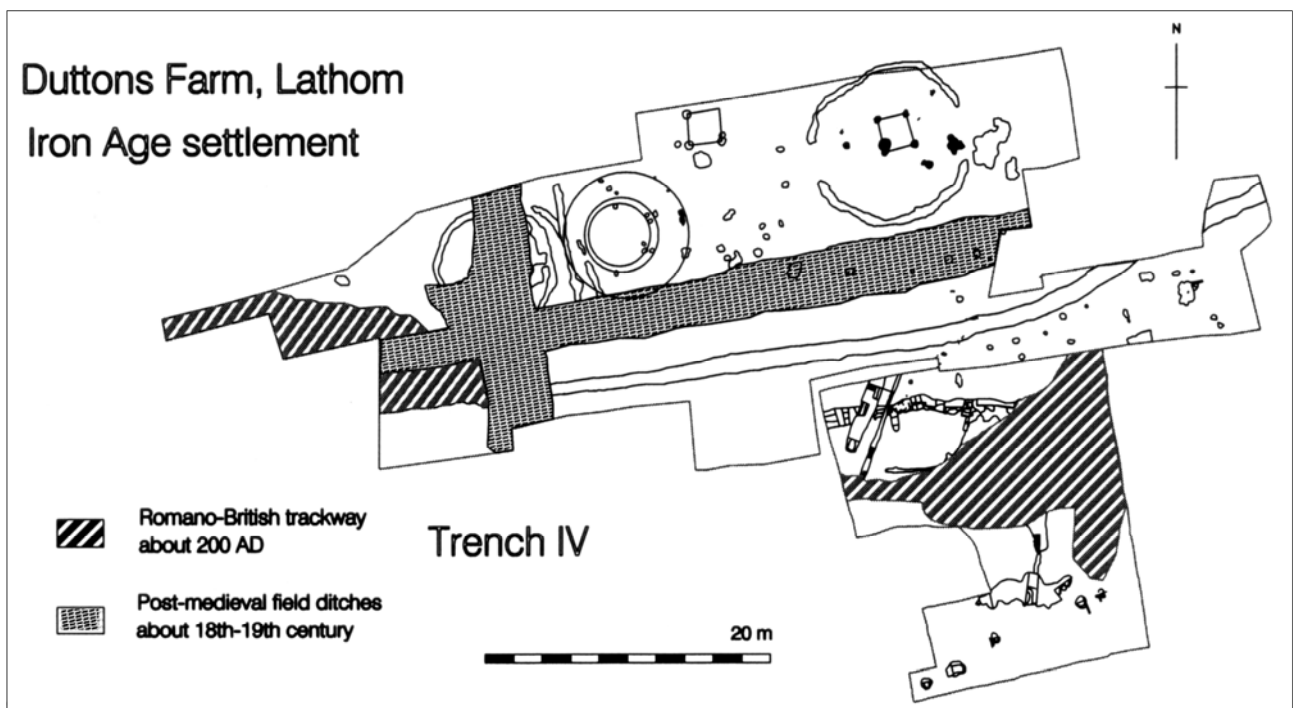 Duttons Farm, Lathom
Iron Age settlement
N
Romano-British trackway
about 200 AD
Trench IV
Post-medieval field ditches
about 18th-19th century
20 m